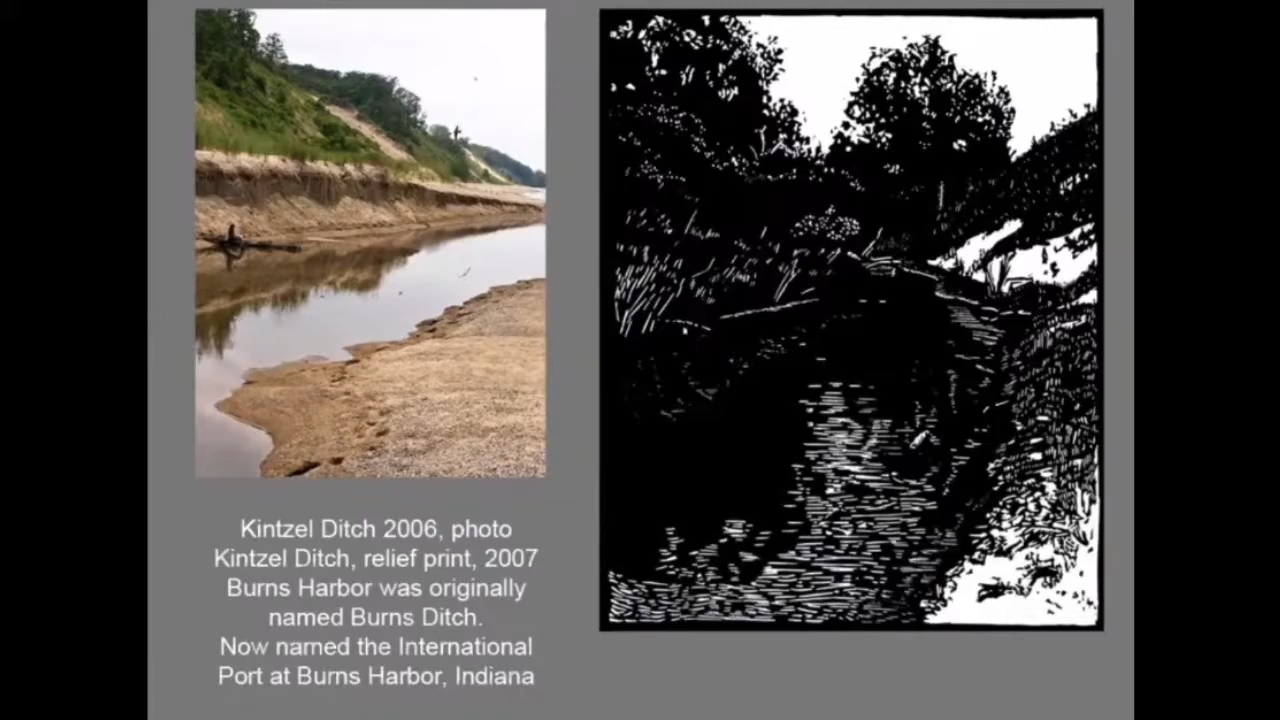 Kintzel Ditch 2006, photo
Kintzel Ditch, relief print, 2007
Burns Harbor was originally
named Burns Ditch.
Now named the International
Port at Burns Harbor, Indiana